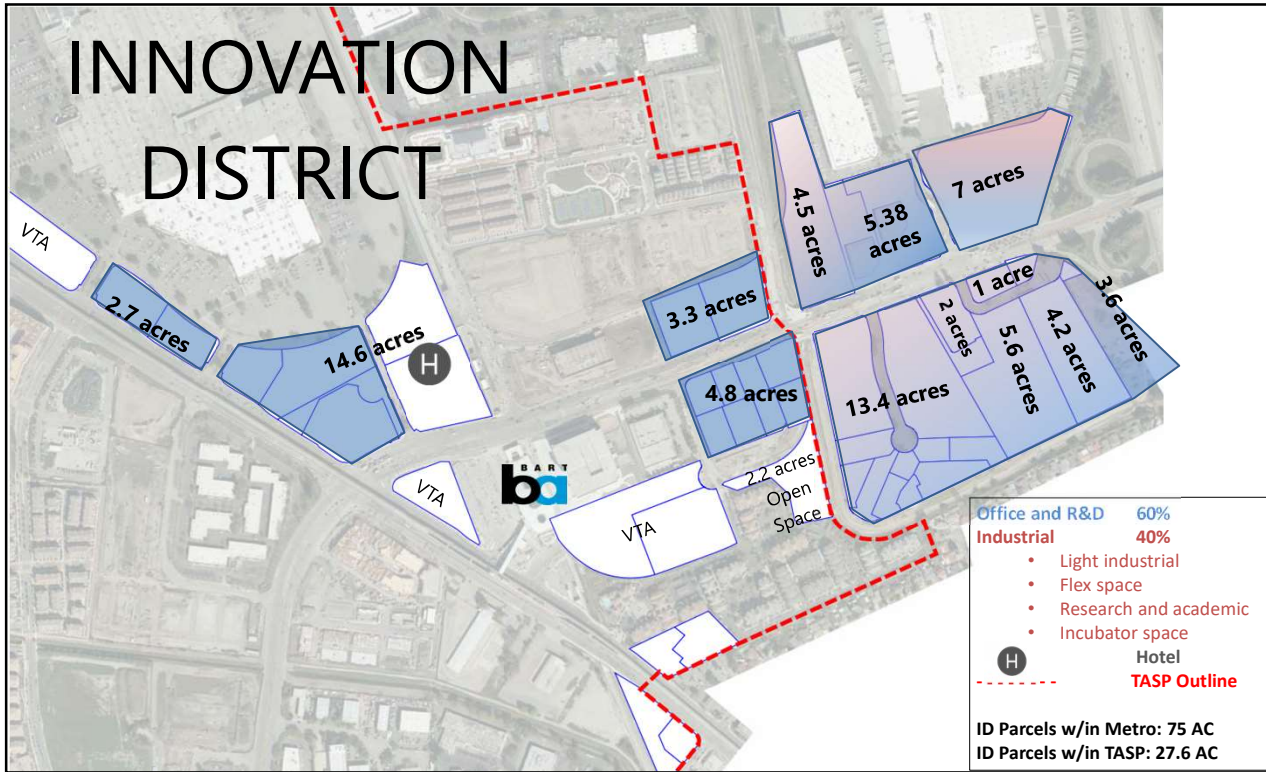 INNOVATION
DISTRICT
VTA
2.7 acres
14.6 acres
H
VTA
BART
ba
VTA
3.3 acres
4.8 acres
2.2 acres
Open
Space
4.5 acres
5.38
acres
7 acres
13.4 acres
2 acres
1 acre
5.6 acres
4.2 acres
3.6 acres
Office and R&D 60%
Industrial 40%
• Light industrial
• Flex space
• Research and academic
• Incubator space
H Hotel
TASP Outline
ID Parcels w/in Metro: 75 AC
ID Parcels w/in TASP: 27.6 AC